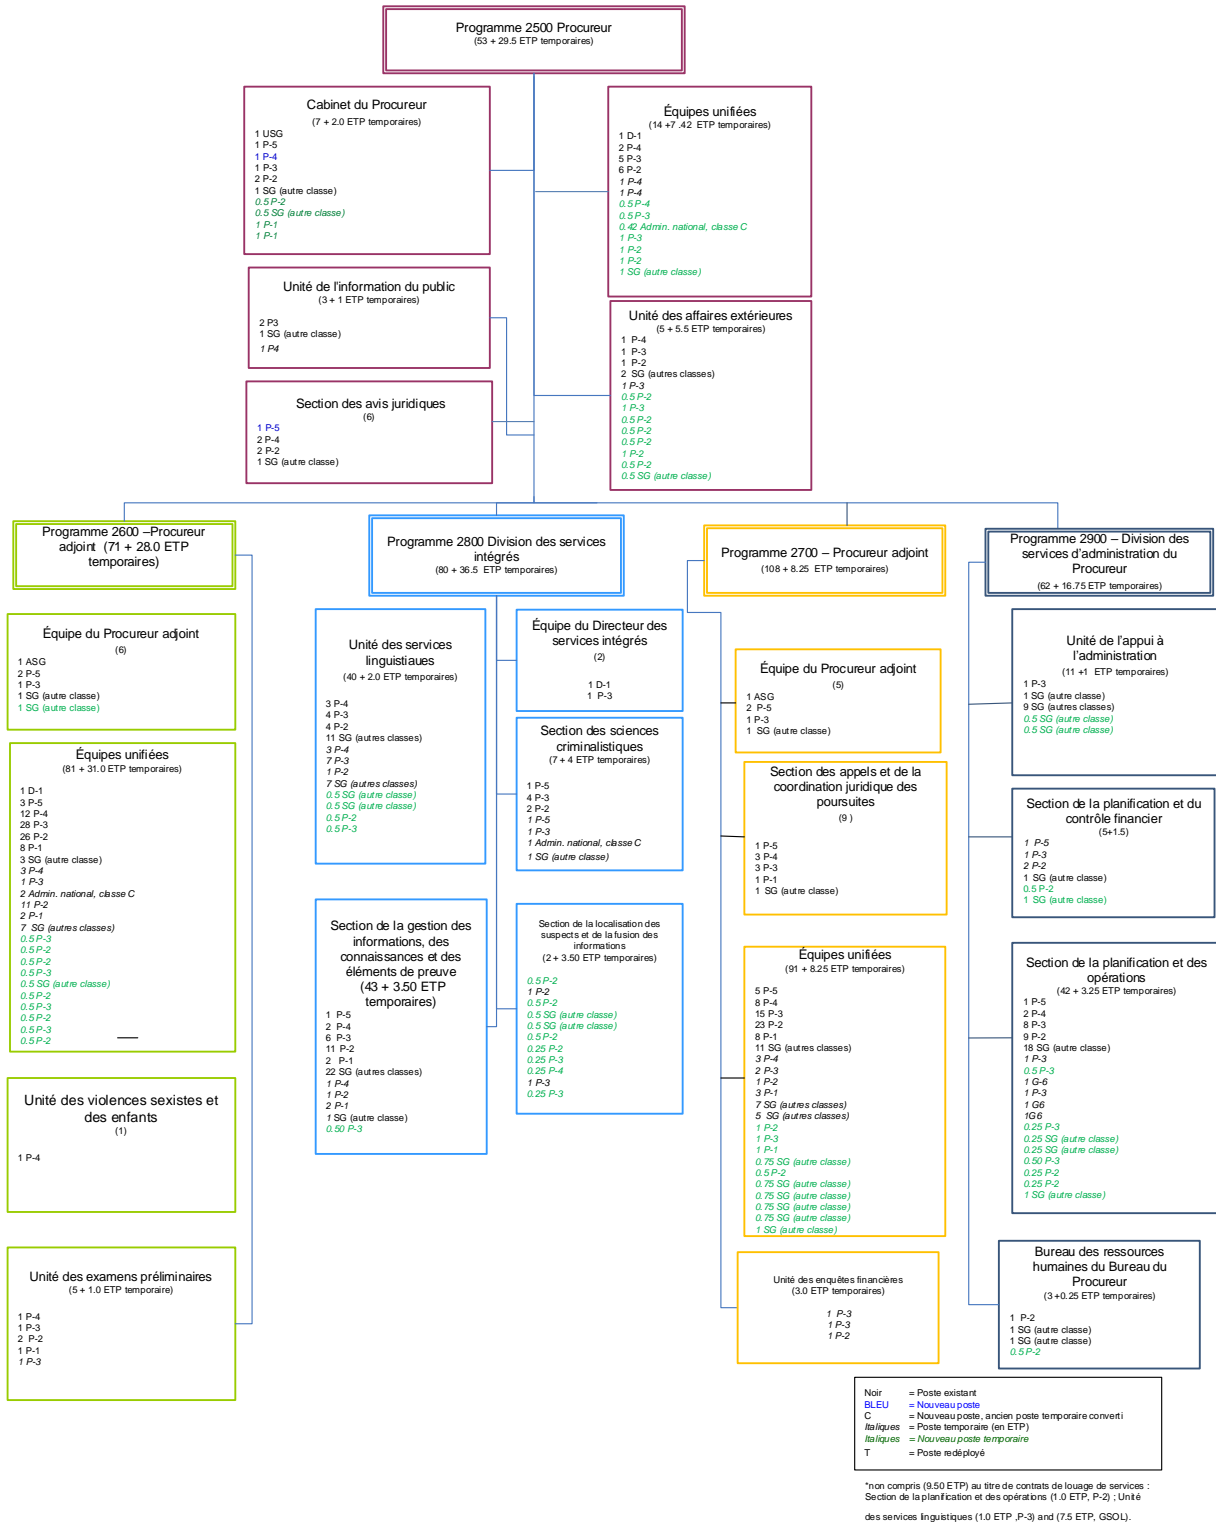 Programme 2500 Procureur
(53 + 29.5 ETP temporaires)
Cabinet du Procureur
(7 + 2.0 ETP temporaires)
1 USG
1 P-5
1 P-4
1 P-3
2 P-2
1 SG (autre classe)
0.5 P-2
0.5 SG (autre classe)
1 P-1
1 P-1
Équipes unifiées
(14 +7 .42 ETP temporaires)
1 D-1
2 P-4
5 P-3
6 P-2
1 P-4
1 P-4
0.5 P-4
0.5 P-3
0.42 Admin. national, classe C
1 P-3
1 P-2
1 P-2
1 SG (autre classe)
Unité de l'information du public
(3 + 1 ETP temporaires)
2 P3
1 SG (autre classe)
1 P4
Unité des affaires extérieures
(5 + 5.5 ETP temporaires)
1 P-4
1 P-3
1 P-2
2 SG (autres classes)
1 P-3
0.5 P-2
1 P-3
0.5 P-2
0.5 P-2
0.5 P-2
1 P-2
0.5 P-2
0.5 SG (autre classe)
Section des avis juridiques
(6)
1 P-5
2 P-4
2 P-2
1 SG (autre classe)
Programme 2600 –Procureur
adjoint (71 + 28.0 ETP
temporaires)
Équipe du Procureur adjoint
(6)
1 ASG
2 P-5
1 P-3
1 SG (autre classe)
1 SG (autre classe)
Équipes unifiées
(81 + 31.0 ETP temporaires)
1 D-1
3 P-5
12 P-4
28 P-3
26 P-2
8 P-1
3 SG (autre classe)
3 P-4
1 P-3
2 Admin. national, classe C
11 P-2
2 P-1
7 SG (autres classes)
0.5 P-3
0.5 P-2
0.5 P-2
0.5 P-3
0.5 SG (autre classe)
0.5 P-2
0.5 P-3
0.5 P-2
0.5 P-3
0.5 P-2
Unité des violences sexistes et
des enfants
(1)
1 P-4
Unité des examens préliminaires
(5 + 1.0 ETP temporaire)
1 P-4
1 P-3
2 P-2
1 P-1
1 P-3
Programme 2800 Division des services
intégrés
(80 + 36.5 ETP temporaires)
Unité des services
linguistiaues
(40 + 2.0 ETP temporaires)
3 P-4
4 P-3
4 P-2
11 SG (autres classes)
3 P-4
7 P-3
1 P-2
7 SG (autres classes)
0.5 SG (autre classe)
0.5 SG (autre classe)
0.5 P-2
0.5 P-3
Équipe du Directeur des
services intégrés
(2)
1 D-1
1 P-3
Section des sciences
criminalistiques
(7 + 4 ETP temporaires)
1 P-5
4 P-3
2 P-2
1 P-5
1 P-3
1 Admin. national, classe C
1 SG (autre classe)
Section de la gestion des
informations, des
connaissances et des
éléments de preuve
(43 + 3.50 ETP
temporaires)
1 P-5
2 P-4
6 P-3
11 P-2
2 P-1
22 SG (autres classes)
1 P-4
1 P-2
2 P-1
1 SG (autre classe)
0.50 P-3
Section de la localisation des
suspects et de la fusion des
informations
(2 + 3.50 ETP temporaires)
0.5 P-2
1 P-2
0.5 P-2
0.5 SG (autre classe)
0.5 SG (autre classe)
0.5 P-2
0.25 P-2
0.25 P-3
0.25 P-4
1 P-3
0.25 P-3
Programme 2700 – Procureur adjoint
(108 + 8.25 ETP temporaires)
Équipe du Procureur adjoint
(5)
1 ASG
2 P-5
1 P-3
1 SG (autre classe)
Section des appels et de la
coordination juridique des
poursuites
(9 )
1 P-5
3 P-4
3 P-3
1 P-1
1 SG (autre classe)
Équipes unifiées
(91 + 8.25 ETP temporaires)
5 P-5
8 P-4
15 P-3
23 P-2
8 P-1
11 SG (autres classes)
3 P-4
2 P-3
1 P-2
3 P-1
7 SG (autres classes)
5 SG (autres classes)
1 P-2
1 P-3
1 P-1
0.75 SG (autre classe)
0.5 P-2
0.75 SG (autre classe)
0.75 SG (autre classe)
0.75 SG (autre classe)
0.75 SG (autre classe)
1 SG (autre classe)
Unité des enquêtes financières
(3.0 ETP temporaires)
1 P-3
1 P-3
1 P-2
Programme 2900 – Division des
services d'administration du
Procureur
(62 + 16.75 ETP temporaires)
Unité de l'appui à
l'administration
(11 +1 ETP temporaires)
1 P-3
1 SG (autre classe)
9 SG (autres classes)
0.5 SG (autre classe)
0.5 SG (autre classe)
Section de la planification et du
contrôle financier
(5+1.5)
1 P-5
1 P-3
2 P-2
1 SG (autre classe)
0.5 P-2
1 SG (autre classe)
Section de la planification et des
opérations
(42 + 3.25 ETP temporaires)
1 P-5
2 P-4
8 P-3
9 P-2
18 SG (autre classe)
1 P-3
0.5 P-3
1 G-6
1 P-3
1 G6
1G6
0.25 P-3
0.25 SG (autre classe)
0.25 SG (autre classe)
0.50 P-3
0.25 P-2
0.25 P-2
1 SG (autre classe)
Bureau des ressources
humaines du Bureau du
Procureur
(3 +0.25 ETP temporaires)
1 P-2
1 SG (autre classe)
1 SG (autre classe)
0.5 P-2
Noir = Poste existant
BLEU = Nouveau poste
C = Nouveau poste, ancien poste temporaire converti
Italiques = Poste temporaire (en ETP)
Italiques = Nouveau poste temporaire
T = Poste redéployé
*non compris (9.50 ETP) au titre de contrats de louage de services :
Section de la planification et des opérations (1.0 ETP, P-2) ; Unité
des services linguistiques (1.0 ETP ,P-3) and (7.5 ETP, GSOL).